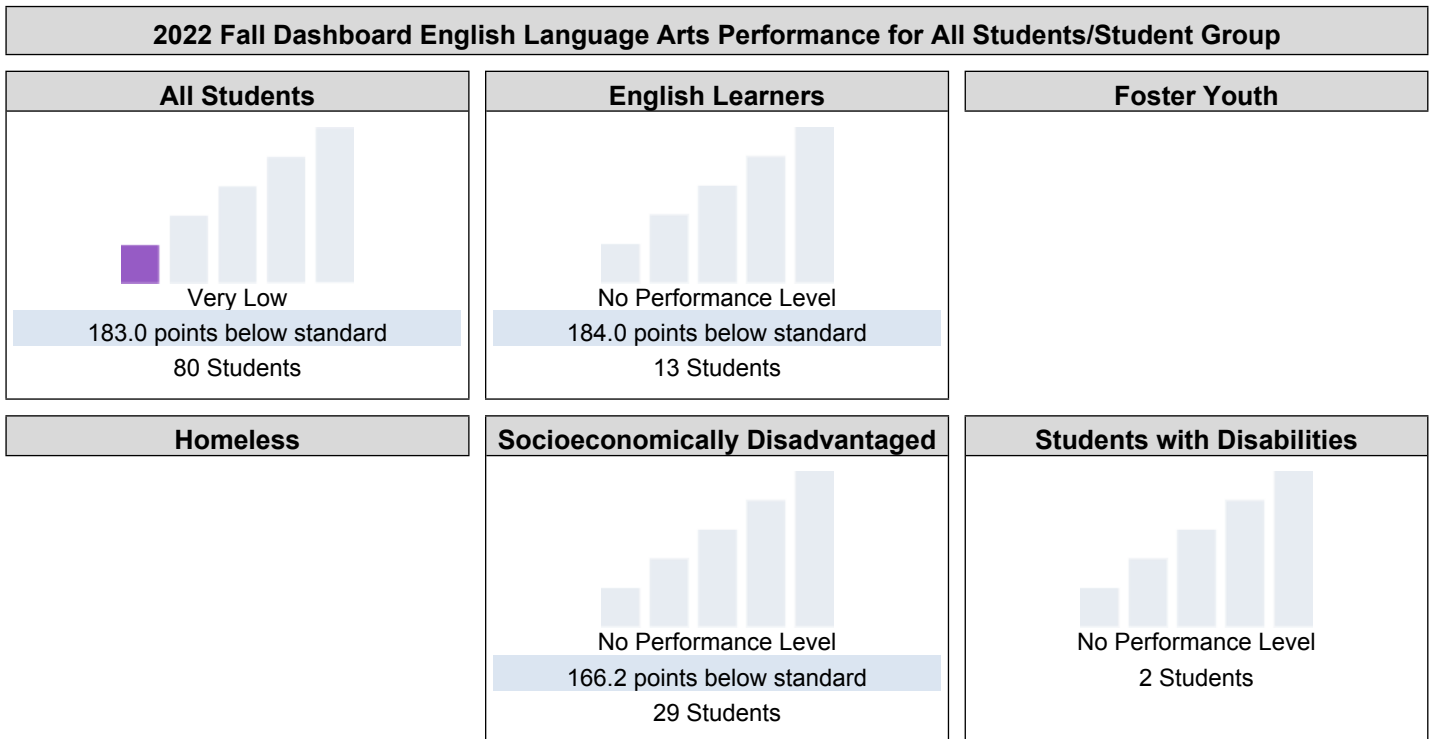 2022 Fall Dashboard English Language Arts Performance for All Students/Student Group
All Students
Very Low
183.0 points below standard
80 Students
English Learners
No Performance Level
184.0 points below standard
13 Students
Foster Youth
Homeless
Socioeconomically Disadvantaged
No Performance Level
166.2 points below standard
29 Students
Students with Disabilities
No Performance Level
2 Students